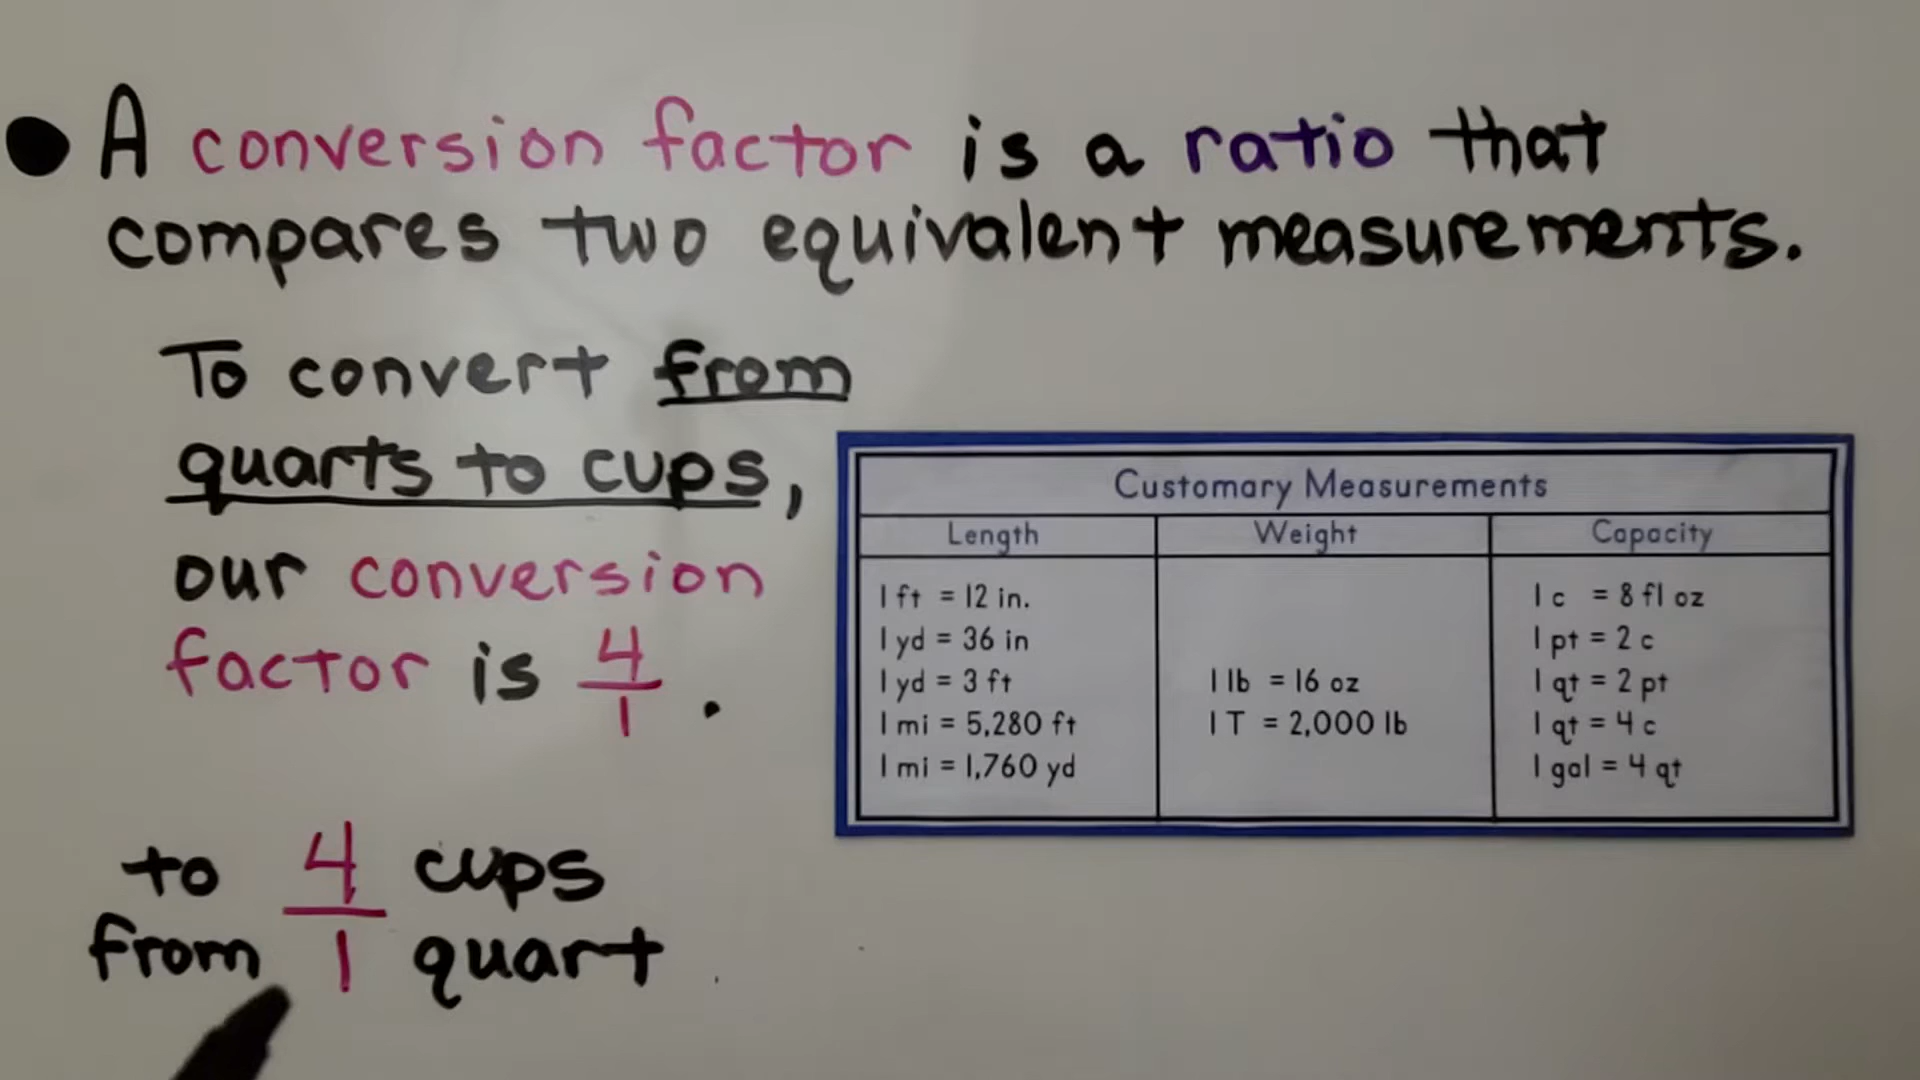 A conversion factor is a ratio that
compares two equivalent measurements.
To convert from
quarts to cups,
our conversion
factor is 4/1.
to 4 cups
from 1 quart
Customary Measurements
Length Weight Capacity
1 ft = 12 in.
1 yd = 36 in
1 yd = 3 ft
1 mi = 5,280 ft
1 mi = 1,760 yd
1 lb = 16 oz
1 T = 2,000 lb
1 c = 8 fl oz
1 pt = 2 c
1 qt = 2 pt
1 qt = 4 c
1 gal = 4 qt